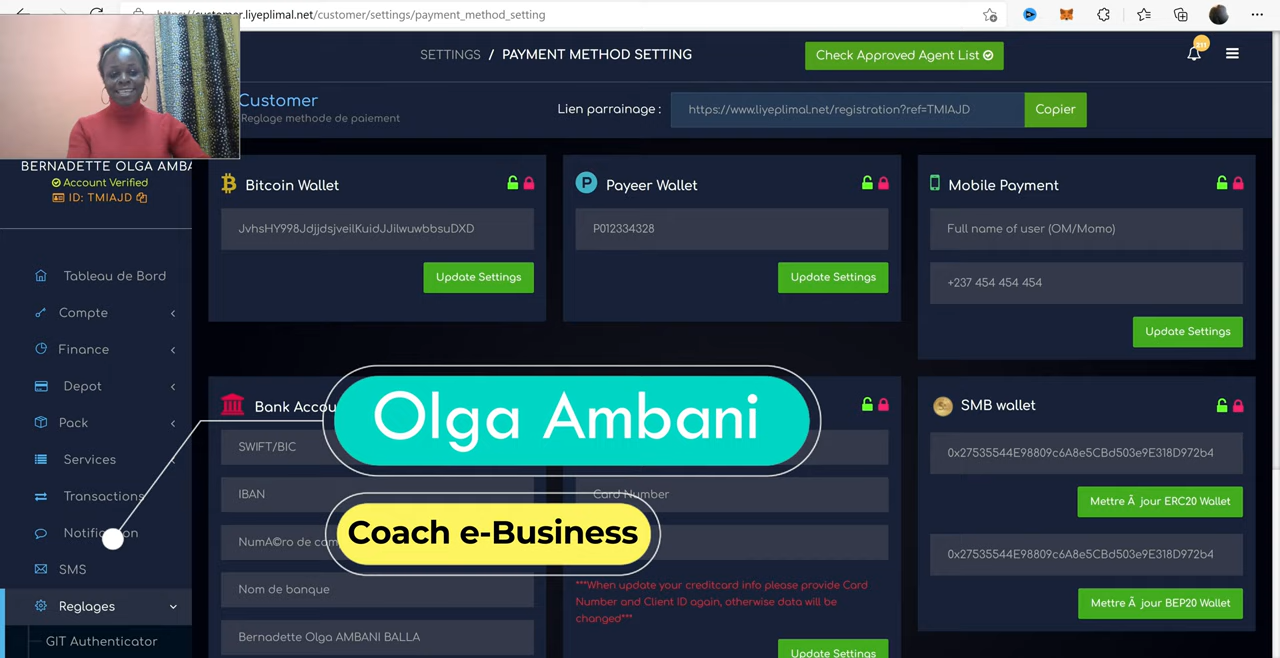 https://customer.liyeplimal.net/customer/settings/payment_method_setting
SETTINGS / PAYMENT METHOD SETTING
Check Approved Agent List
Customer
Reglage methode de paiement
Lien parrainage :
https://www.liyeplimal.net/registration?ref=TMIAJD
Copier
BERNADETTE OLGA AMBA
Account Verified
ID: TMIAJD
Tableau de Bord
Compte
Finance
Depot
Pack
Services
Transactions
Notification
SMS
Reglages
GIT Authenticator
Bitcoin Wallet
JvhsHY998JdjjdsjveilKuidJJilwuwbbsuDXD
Update Settings
Payeer Wallet
P012334328
Update Settings
Mobile Payment
Full name of user (OM/Momo)
+237 454 454 454
Update Settings
Bank Accou
SWIFT/BIC
IBAN
NumÃ©ro de com
Nom de banque
Bernadette Olga AMBANI BALLA
Olga Ambani
Coach e-Business
Card Number
***When update your creditcard info please provide Card
Number and Client ID again, otherwise data will be
changed***
Update Settings
SMB wallet
0x27535544E98809c6A8e5CBd503e9E318D972b4
Mettre Ã jour ERC20 Wallet
0x27535544E98809c6A8e5CBd503e9E318D972b4
Mettre Ã jour BEP20 Wallet